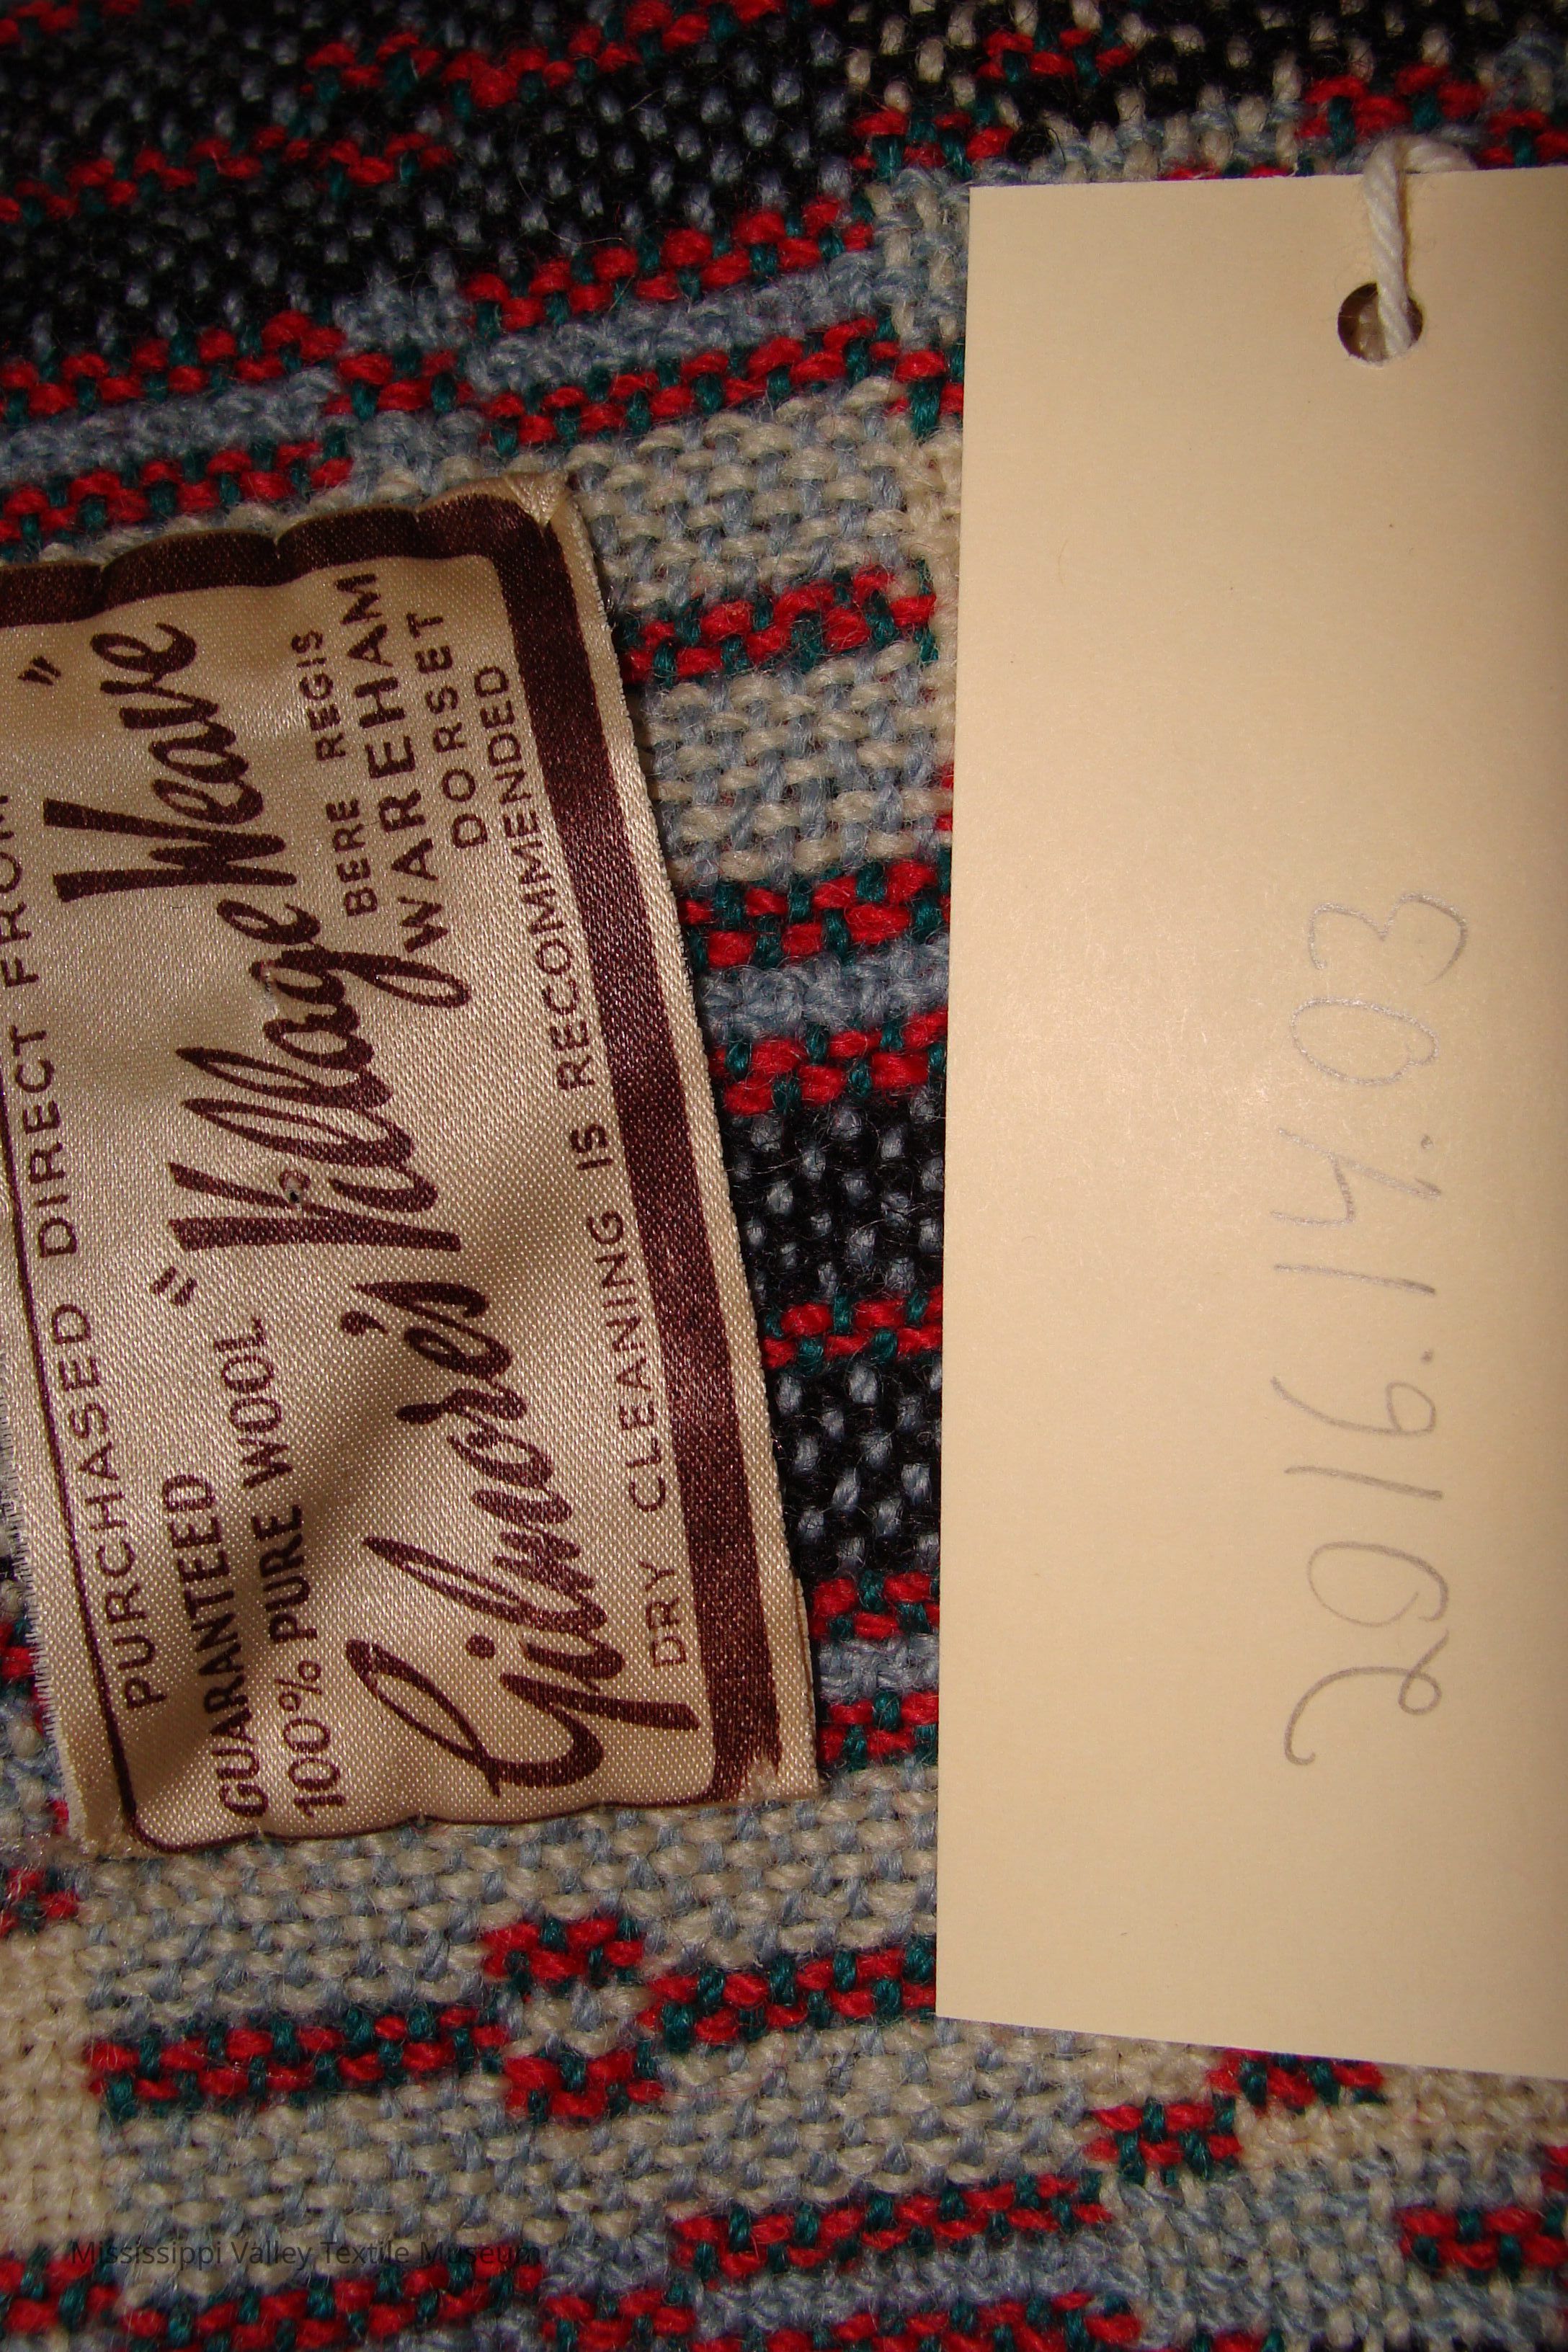 PURCHASED DIRECT FROM
GUARANTEED
100% PURE WOOL
"Village Weave"
Gilmore's
BERE REGIS
WAREHAM
DORSET
DRY CLEANING IS RECOMMENDED
2016.14.03
Mississippi Valley Textile Museum